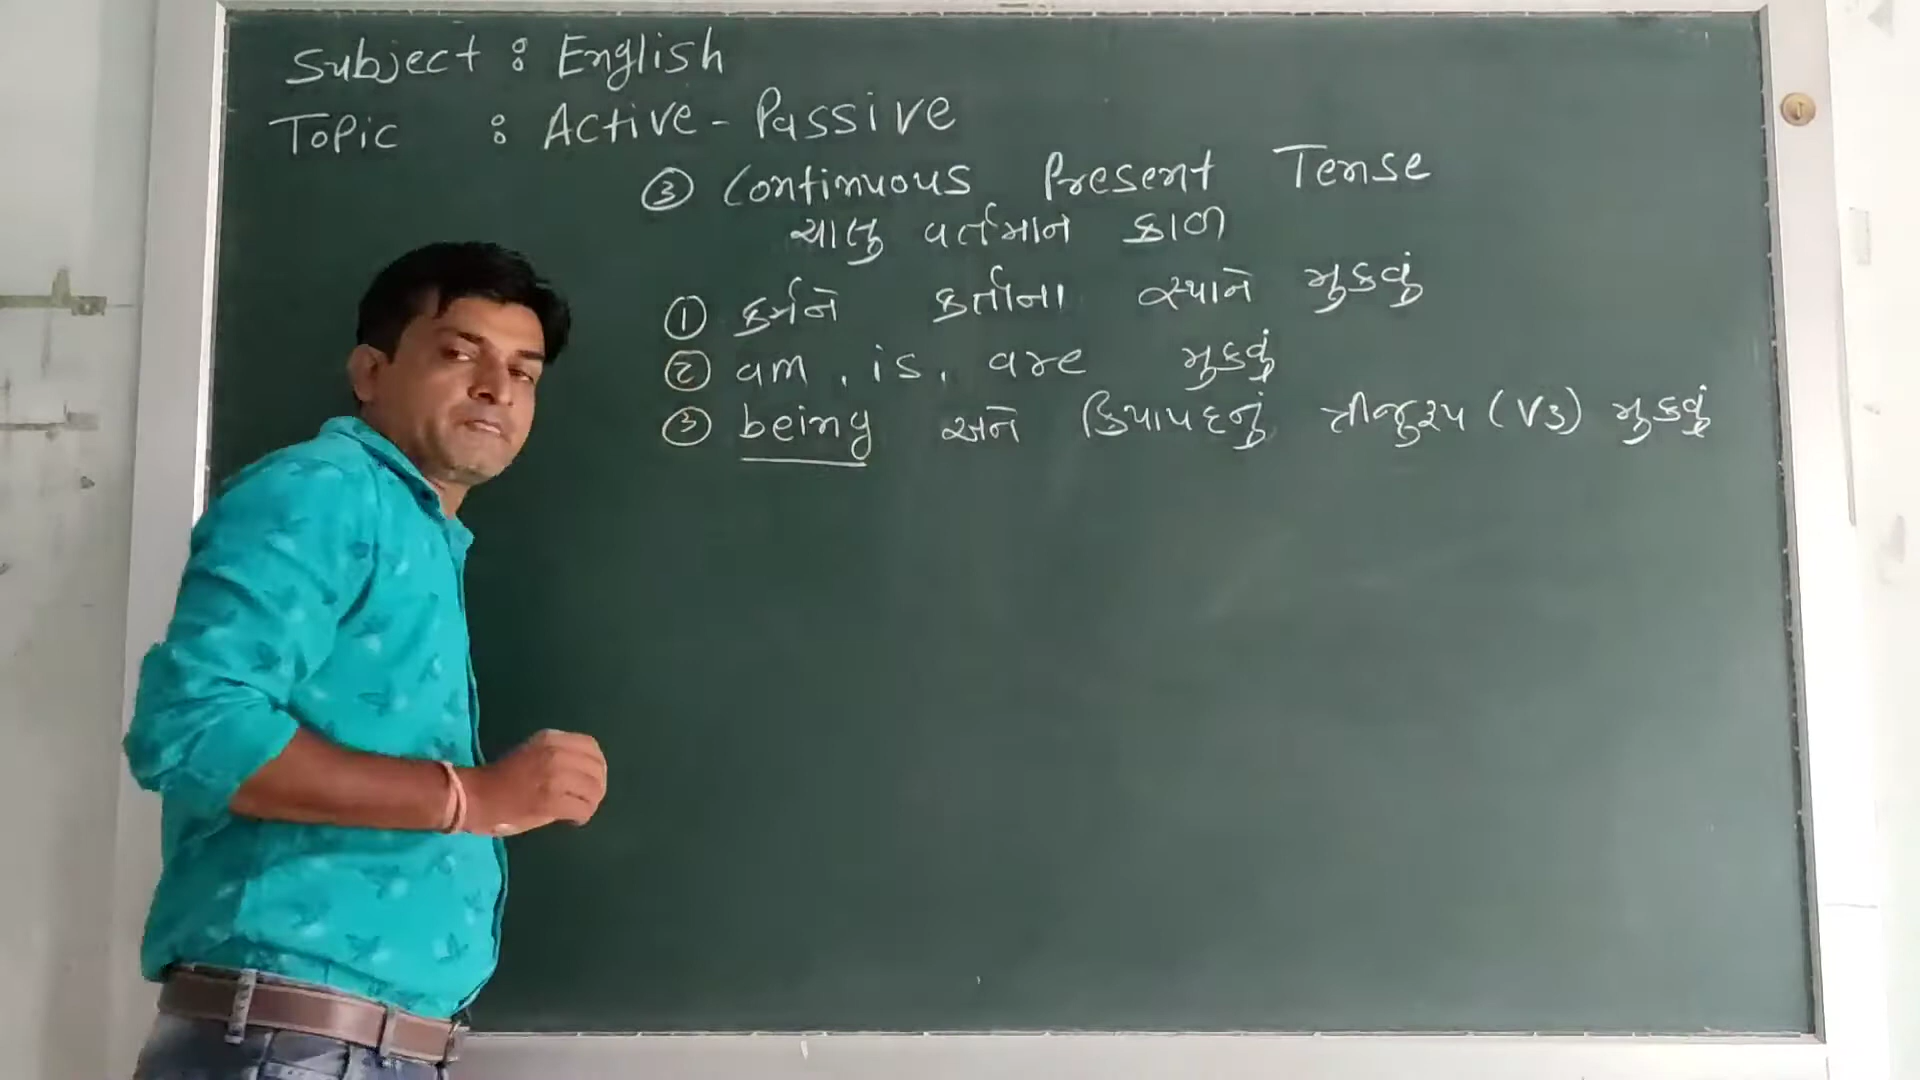 Subject : English
Topic : Active - Passive
③ Continuous Present Tense
ચાલુ વર્તમાન કાળ
① કર્મને કર્તાના સ્થાને મુકવું
② am, is, are મુકવું
③ being અને ક્રિયાપદનું ત્રીજુરૂપ (V3) મુકવું